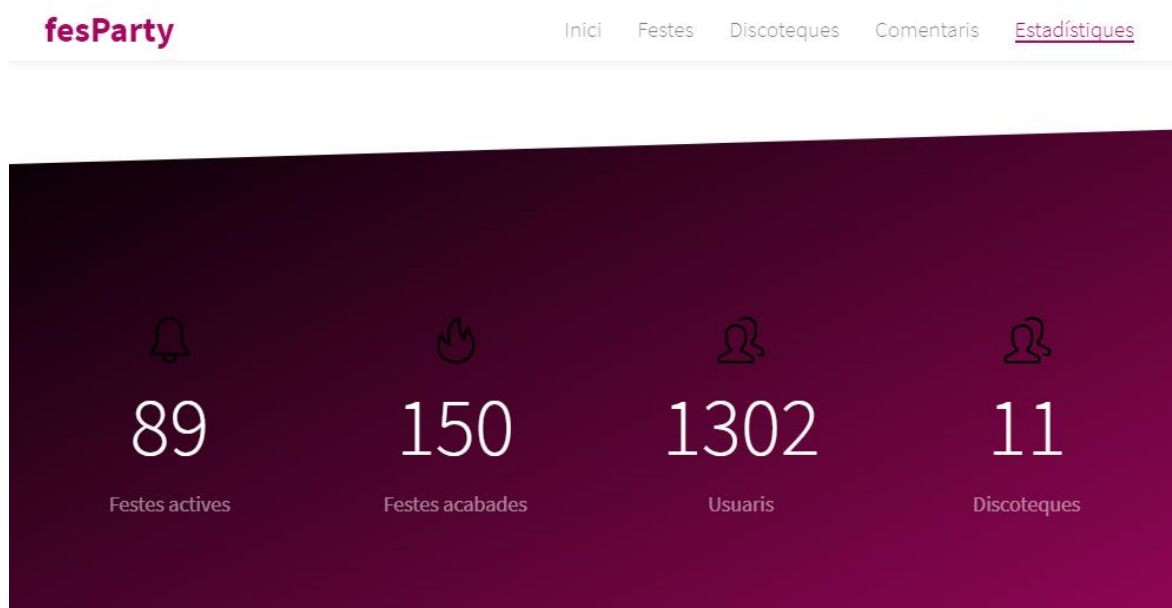 fesParty
Inici Festes Discoteques Comentaris Estadístiques
89 150 1302 11
Festes actives Festes acabades Usuaris Discoteques